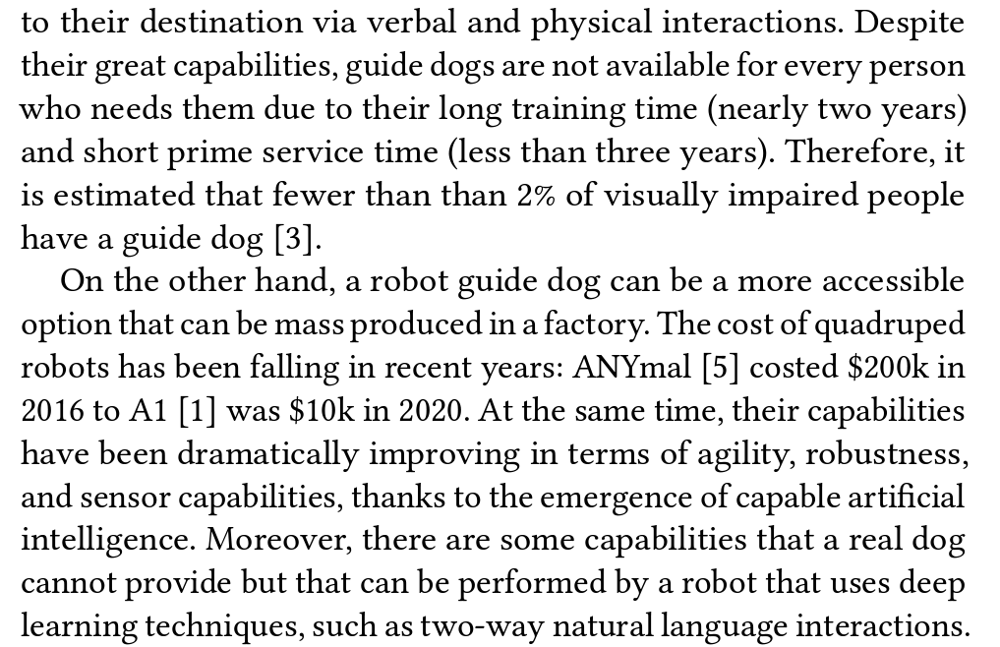 to their destination via verbal and physical interactions. Despite
their great capabilities, guide dogs are not available for every person
who needs them due to their long training time (nearly two years)
and short prime service time (less than three years). Therefore, it
is estimated that fewer than than 2% of visually impaired people
have a guide dog [3].
On the other hand, a robot guide dog can be a more accessible
option that can be mass produced in a factory. The cost of quadruped
robots has been falling in recent years: ANYmal [5] costed $200k in
2016 to A1 [1] was $10k in 2020. At the same time, their capabilities
have been dramatically improving in terms of agility, robustness,
and sensor capabilities, thanks to the emergence of capable artificial
intelligence. Moreover, there are some capabilities that a real dog
cannot provide but that can be performed by a robot that uses deep
learning techniques, such as two-way natural language interactions.